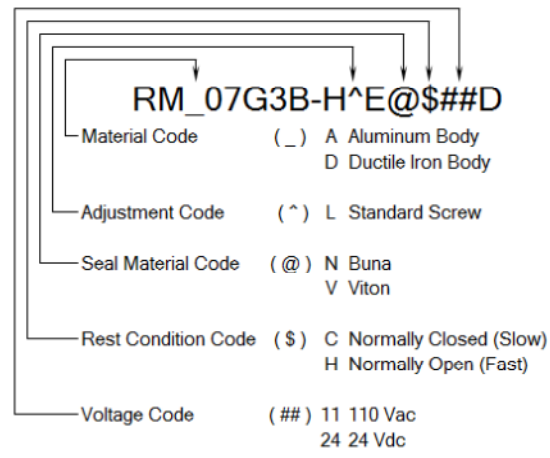 RM_07G3B-H^E@$##D
Material Code (_) A Aluminum Body
D Ductile Iron Body
Adjustment Code (^) L Standard Screw
Seal Material Code (@) N Buna
V Viton
Rest Condition Code ($) C Normally Closed (Slow)
H Normally Open (Fast)
Voltage Code (##) 11 110 Vac
24 24 Vdc